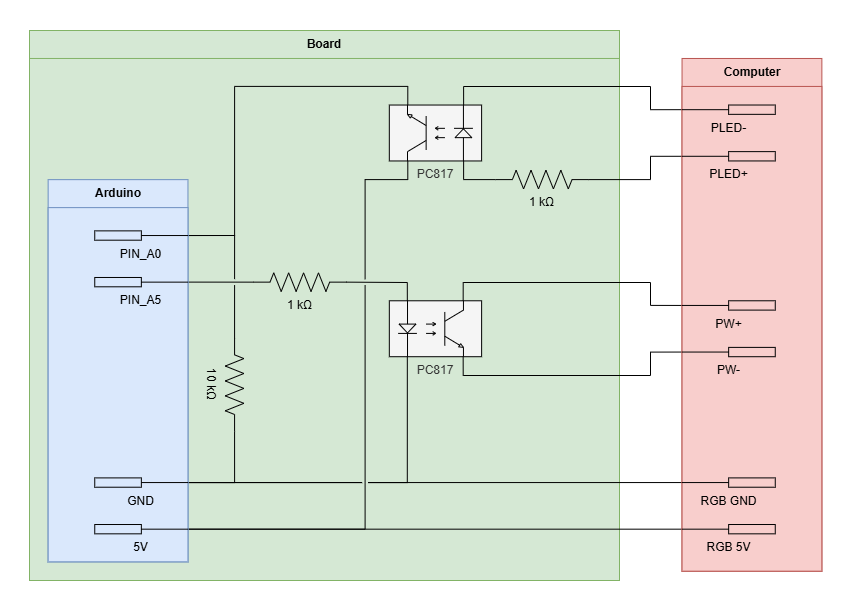 Board
Computer
PLED-
PC817
PLED+
Arduino
1 kΩ
PIN_A0
PIN_A5
1 kΩ
PW+
PC817
PW-
10 kΩ
GND
RGB GND
5V
RGB 5V